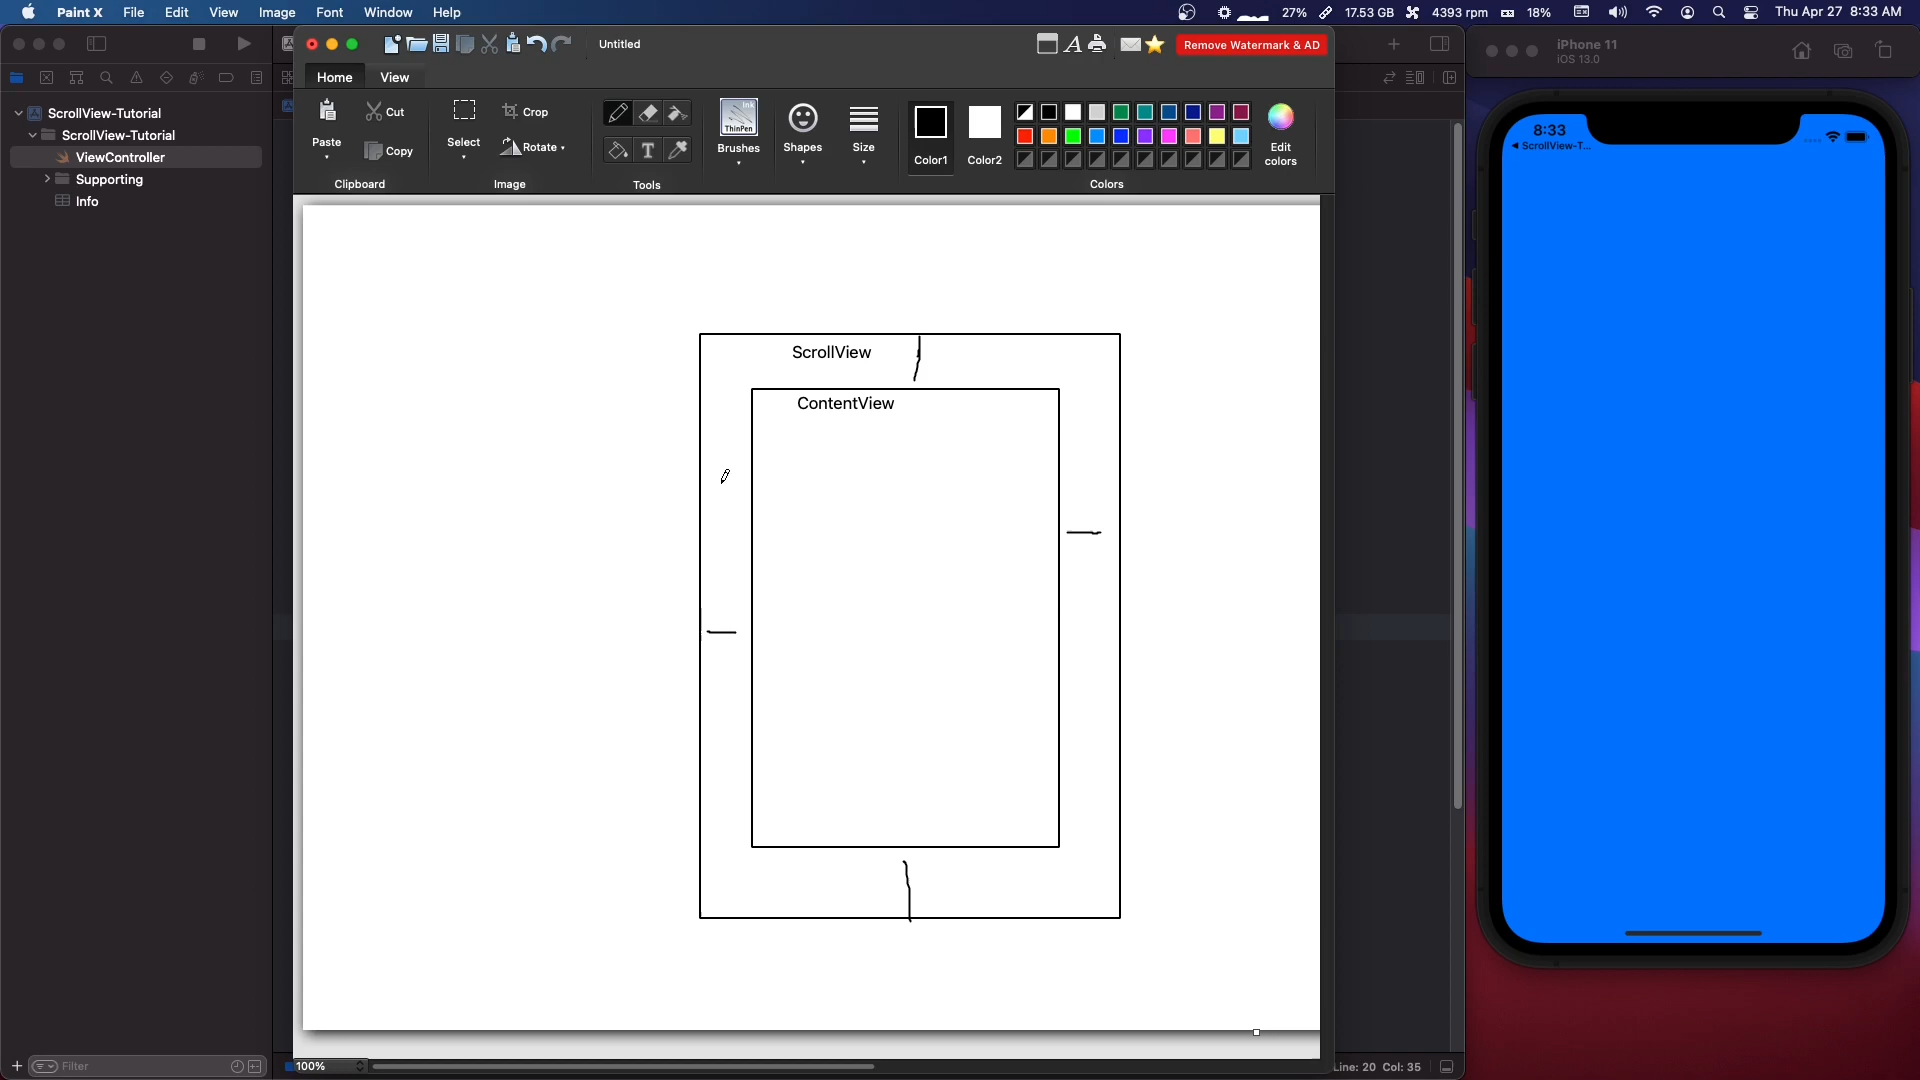 Paint X File Edit View Image Font Window Help
27% 17.53 GB 4393 rpm 18% Thu Apr 27 8:33 AM
Untitled
Remove Watermark & AD
iPhone 11
iOS 13.0
Home View
Paste
Cut
Copy
Clipboard
Select
Crop
Rotate
Image
T
Tools
Ink
ThinPen
Brushes
Shapes
Size
Color1
Color2
Edit
colors
Colors
ScrollView-Tutorial
ScrollView-Tutorial
ViewController
Supporting
Info
8:33
ScrollView-T...
ScrollView
ContentView
Filter
100%
Line: 20 Col: 35